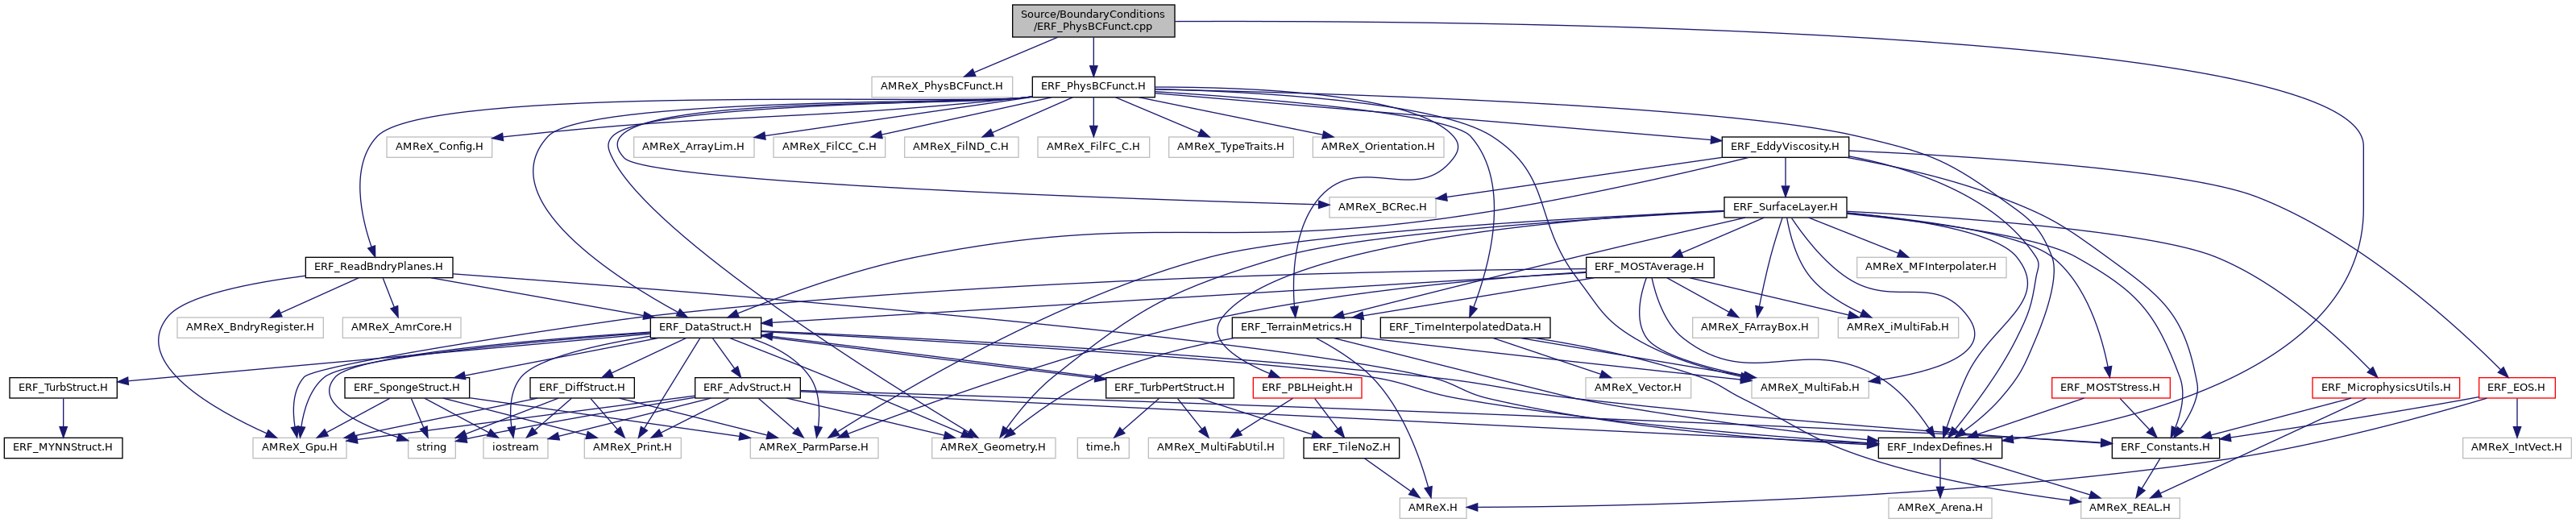 Source/BoundaryConditions
/ERF_PhysBCFunct.cpp
AMReX_PhysBCFunct.H
ERF_PhysBCFunct.H
AMReX_Config.H
AMReX_ArrayLim.H
AMReX_FilCC_C.H
AMReX_FilND_C.H
AMReX_FilFC_C.H
AMReX_TypeTraits.H
AMReX_Orientation.H
ERF_EddyViscosity.H
AMReX_BCRec.H
ERF_SurfaceLayer.H
ERF_ReadBndryPlanes.H
ERF_MOSTAverage.H
AMReX_MFInterpolater.H
AMReX_BndryRegister.H
AMReX_AmrCore.H
ERF_DataStruct.H
ERF_TerrainMetrics.H
ERF_TimeInterpolatedData.H
AMReX_FArrayBox.H
AMReX_iMultiFab.H
ERF_TurbStruct.H
ERF_SpongeStruct.H
ERF_DiffStruct.H
ERF_AdvStruct.H
ERF_TurbPertStruct.H
ERF_PBLHeight.H
AMReX_Vector.H
AMReX_MultiFab.H
ERF_MOSTStress.H
ERF_MicrophysicsUtils.H
ERF_EOS.H
ERF_MYNNStruct.H
AMReX_Gpu.H
string
iostream
AMReX_Print.H
AMReX_ParmParse.H
AMReX_Geometry.H
time.h
AMReX_MultiFabUtil.H
ERF_TileNoZ.H
ERF_IndexDefines.H
ERF_Constants.H
AMReX_IntVect.H
AMReX.H
AMReX_Arena.H
AMReX_REAL.H